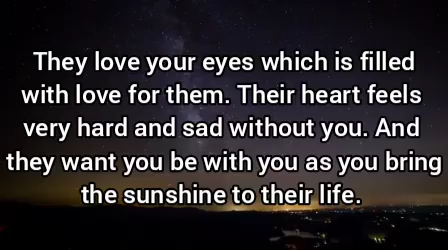 They love your eyes which is filled
with love for them. Their heart feels
very hard and sad without you. And
they want you be with you as you bring
the sunshine to their life.